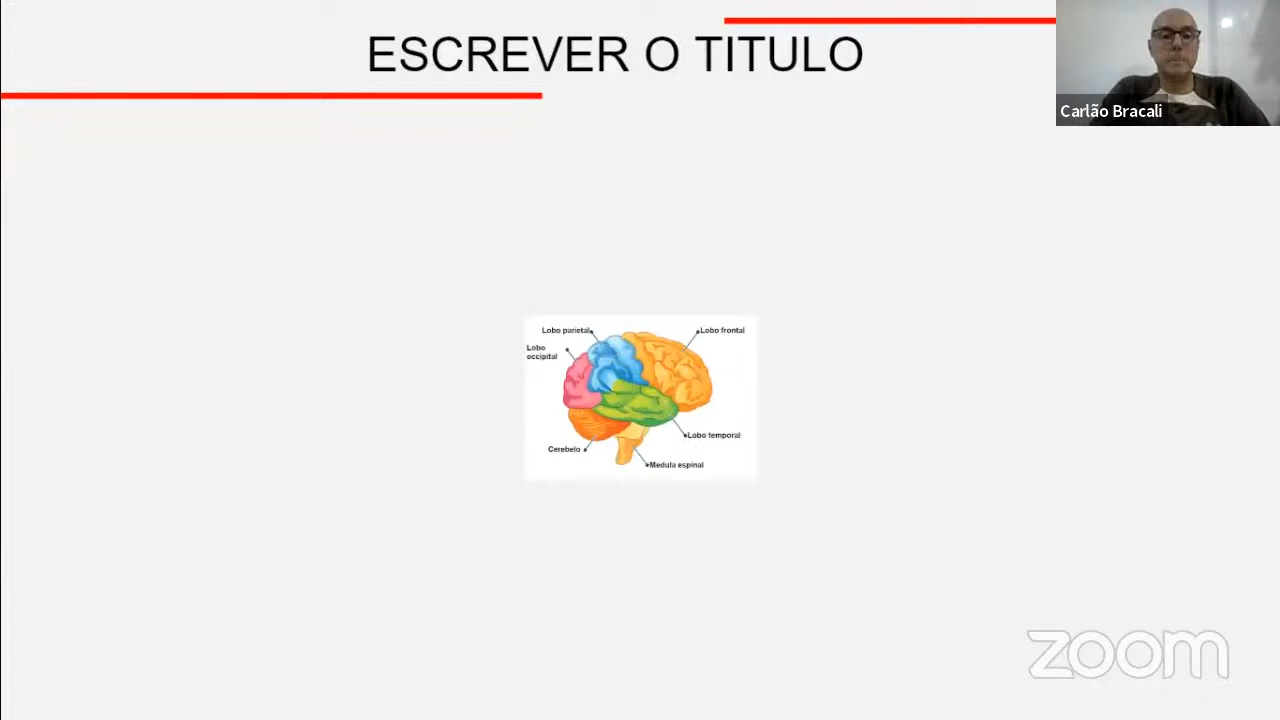 ESCREVER O TITULO
Carlão Bracali
Lobo parietal
Lobo frontal
Lobo
occipital
Lobo temporal
Cerebelo
Medula espinal
zoom